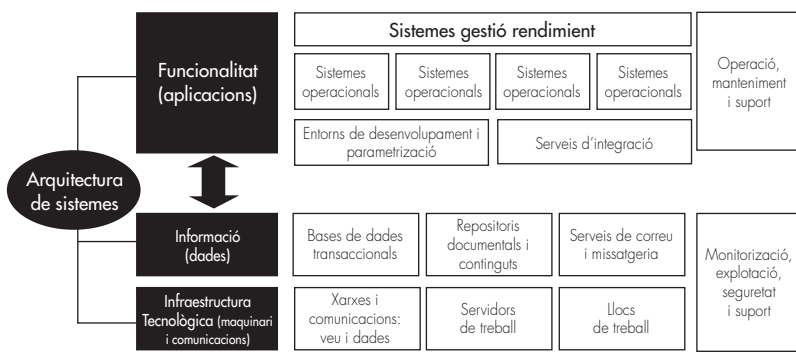 Arquitectura
de sistemes
Funcionalitat
(aplicacions)
Sistemes gestió rendiment
Sistemes
operacionals
Sistemes
operacionals
Sistemes
operacionals
Sistemes
operacionals
Entorns de desenvolupament i
parametrizació
Serveis d'integració
Operació,
manteniment
i suport
Informació
(dades)
Bases de dades
transaccionals
Repositoris
documentals i
continguts
Serveis de correu
i missatgeria
Infraestructura
Tecnològica (maquinari
i comunicacions)
Xarxes i
comunicacions:
veu i dades
Servidors
de treball
Llocs
de treball
Monitorizació,
explotació,
seguretat
i suport